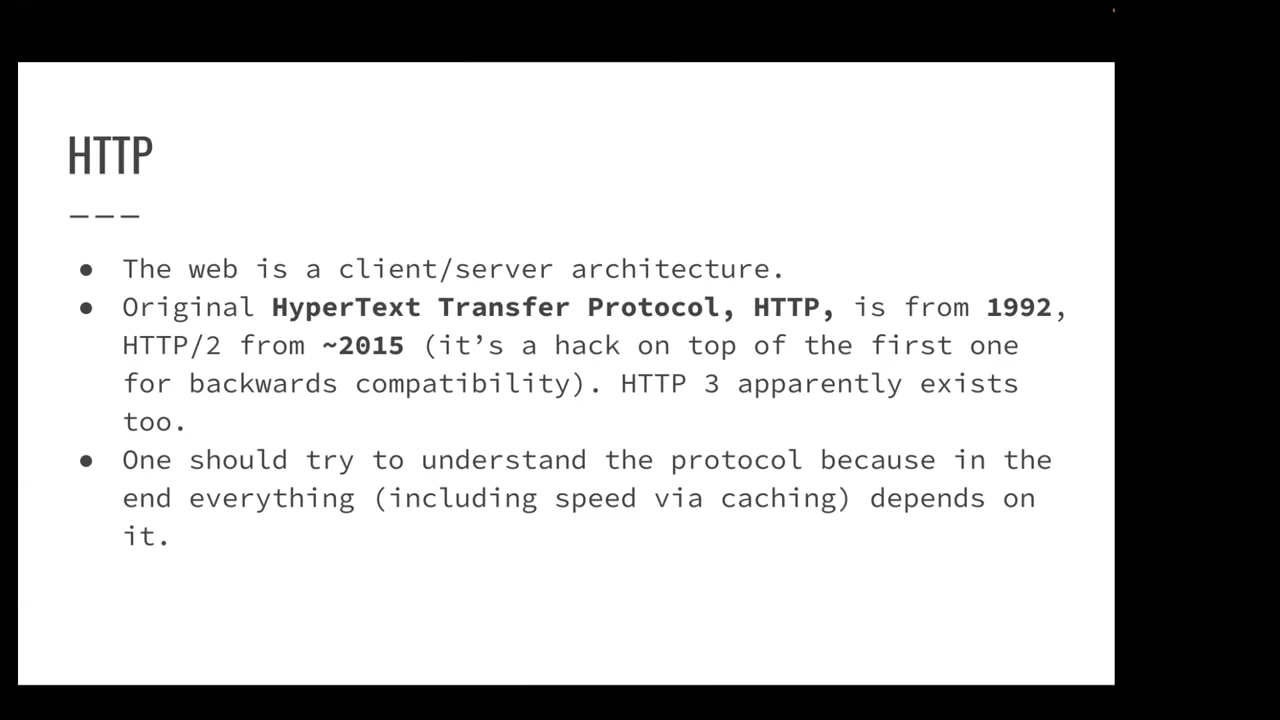 HTTP
———
● The web is a client/server architecture.
● Original HyperText Transfer Protocol, HTTP, is from 1992,
HTTP/2 from ~2015 (it’s a hack on top of the first one
for backwards compatibility). HTTP 3 apparently exists
too.
● One should try to understand the protocol because in the
end everything (including speed via caching) depends on
it.